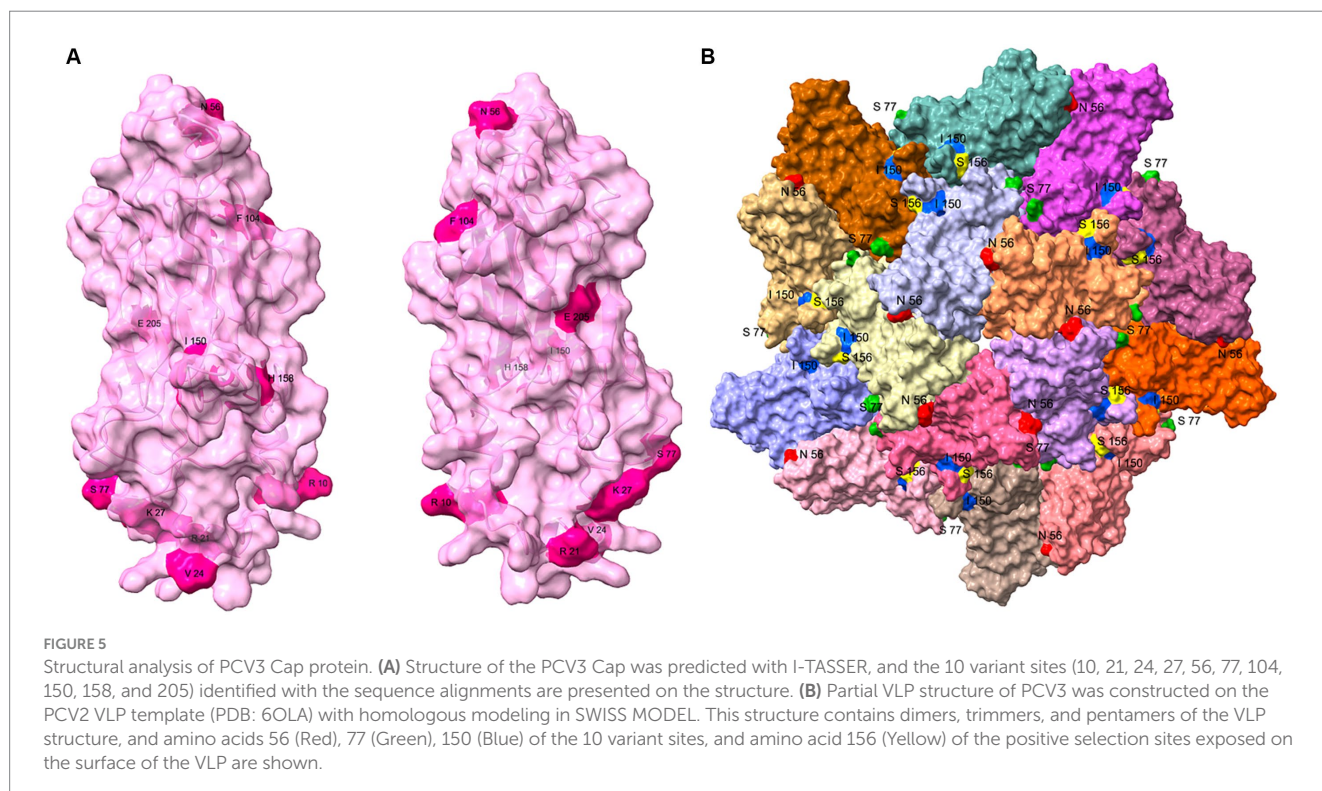 A
N 56
F 104
E 205
I 150
H 158
S 77
R 10
K 27
R 21
V 24
N 56
F 104
E 205
I 150
H 158
S 77
K 27
R 10
V 24
R 21
B
S 77
N 56
I 150
I 150
S 156
S 77
N 56
S 77
I 150
S 156
I 150
S 156
I 150
S 156
S 77
N 56
I 150
S 156
S 77
N 56
N 56
S 77
N 56
I 150
S 156
I 150
S 77
N 56
N 56
S 156
I 150
S 77
S 77
S 156
I 150
N 56
I 150
S 156
S 156
I 150
S 77
N 56
FIGURE 5
Structural analysis of PCV3 Cap protein. (A) Structure of the PCV3 Cap was predicted with I-TASSER, and the 10 variant sites (10, 21, 24, 27, 56, 77, 104,
150, 158, and 205) identified with the sequence alignments are presented on the structure. (B) Partial VLP structure of PCV3 was constructed on the
PCV2 VLP template (PDB: 6OLA) with homologous modeling in SWISS MODEL. This structure contains dimers, trimmers, and pentamers of the VLP
structure, and amino acids 56 (Red), 77 (Green), 150 (Blue) of the 10 variant sites, and amino acid 156 (Yellow) of the positive selection sites exposed on
the surface of the VLP are shown.